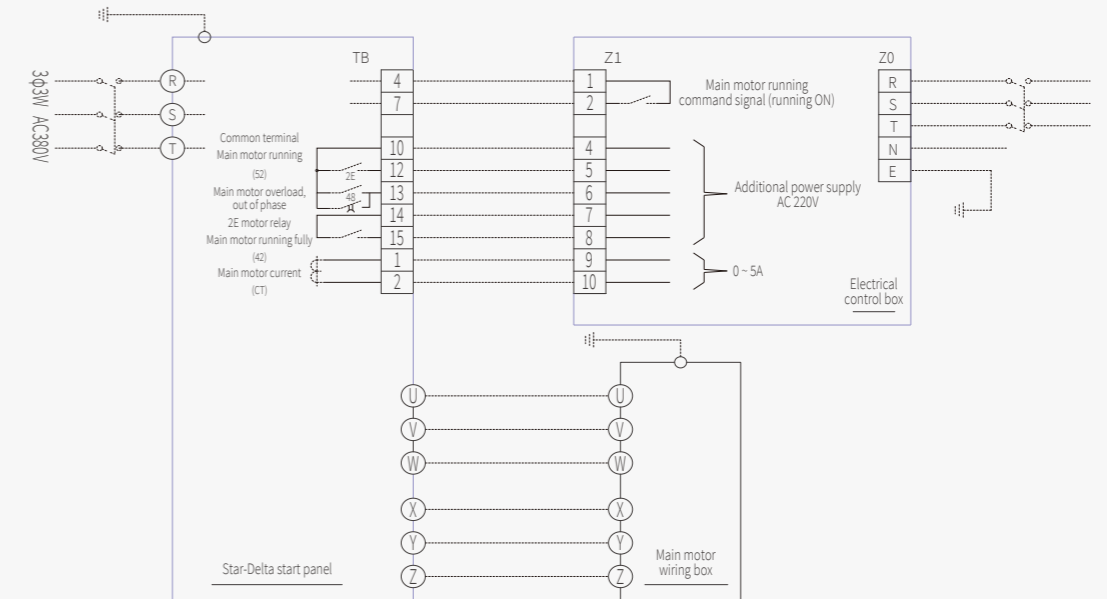 3ϕ3W AC380V
R
S
T
TB
4
7
10
12
13
14
15
1
2
Common terminal
Main motor running
(52)
Main motor overload,
out of phase
2E motor relay
Main motor running fully
(42)
Main motor current
(CT)
2E
48
Z1
1
2
4
5
6
7
8
9
10
Main motor running
command signal (running ON)
Additional power supply
AC 220V
0 ~ 5A
Electrical
control box
Z0
R
S
T
N
E
U
V
W
X
Y
Z
U
V
W
X
Y
Z
Star-Delta start panel
Main motor
wiring box